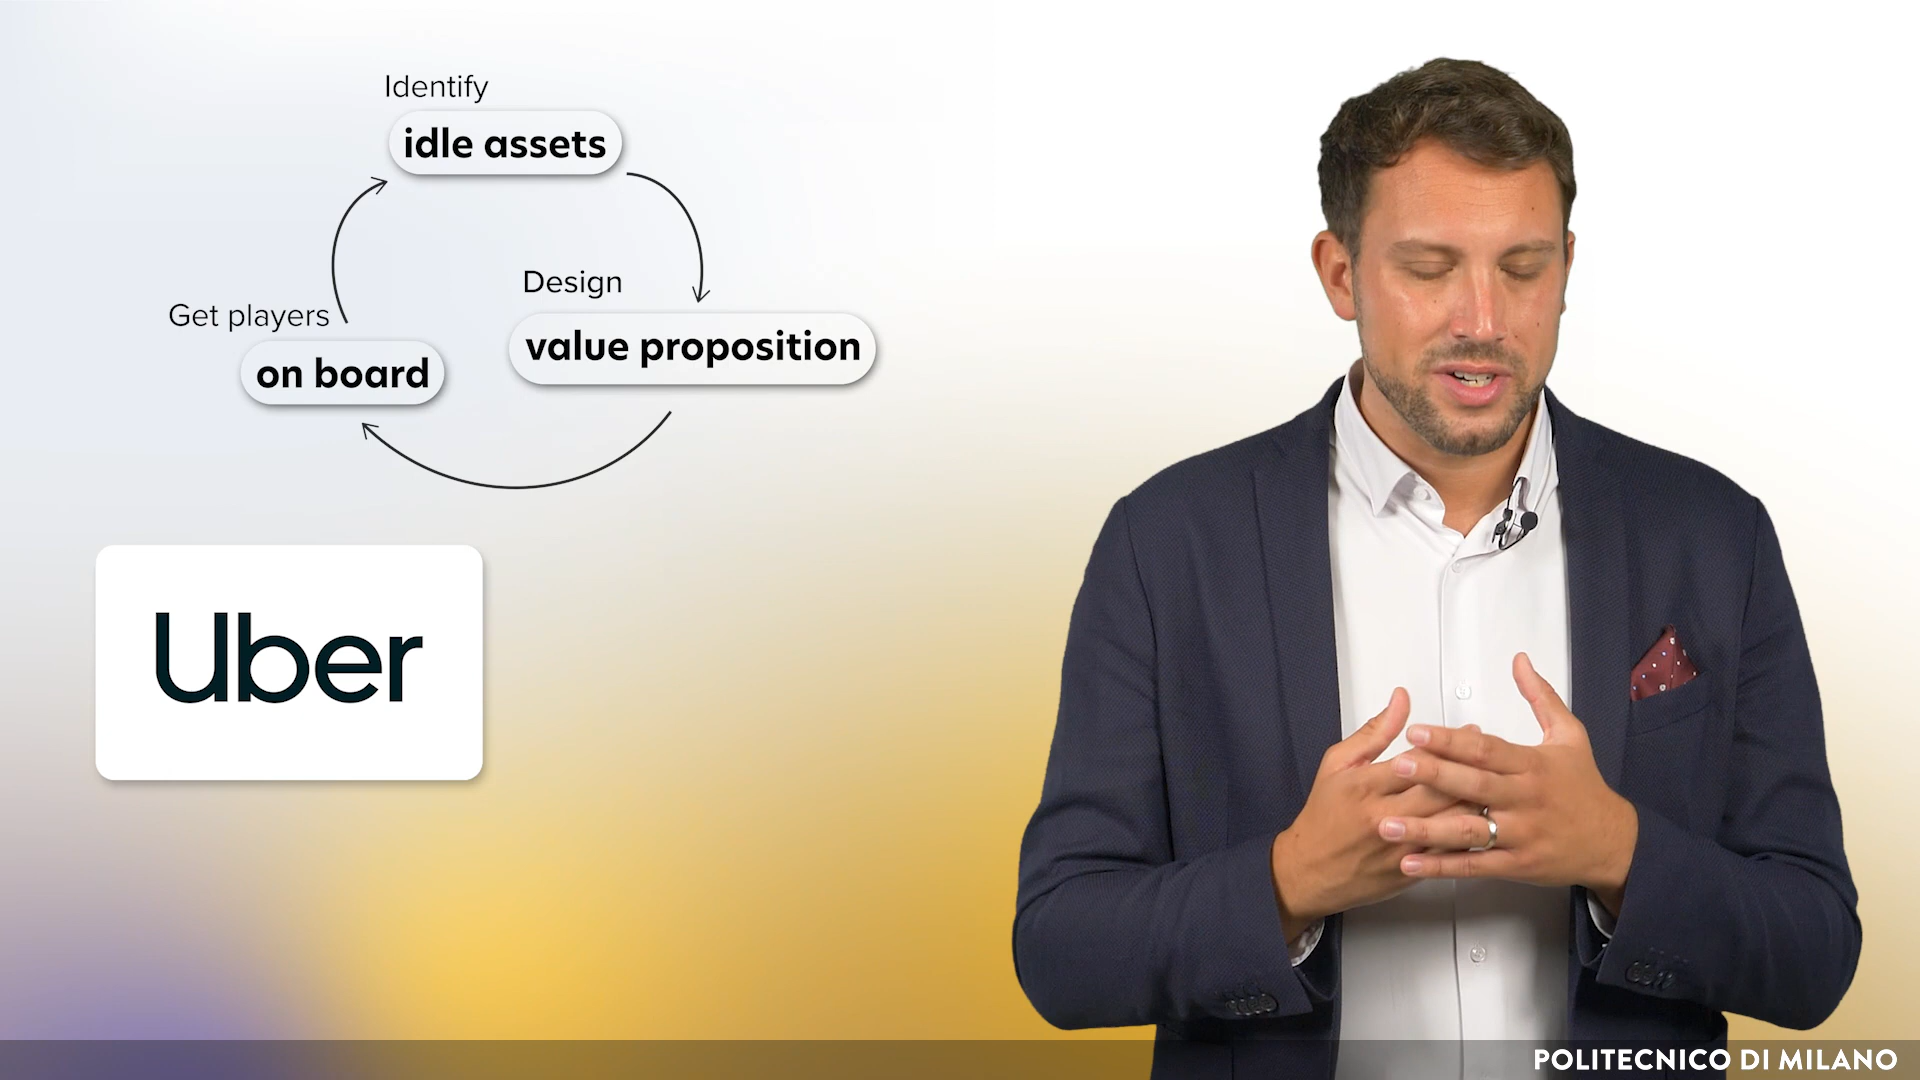 Identify
idle assets
Design
value proposition
Get players
on board
Uber
POLITECNICO DI MILANO